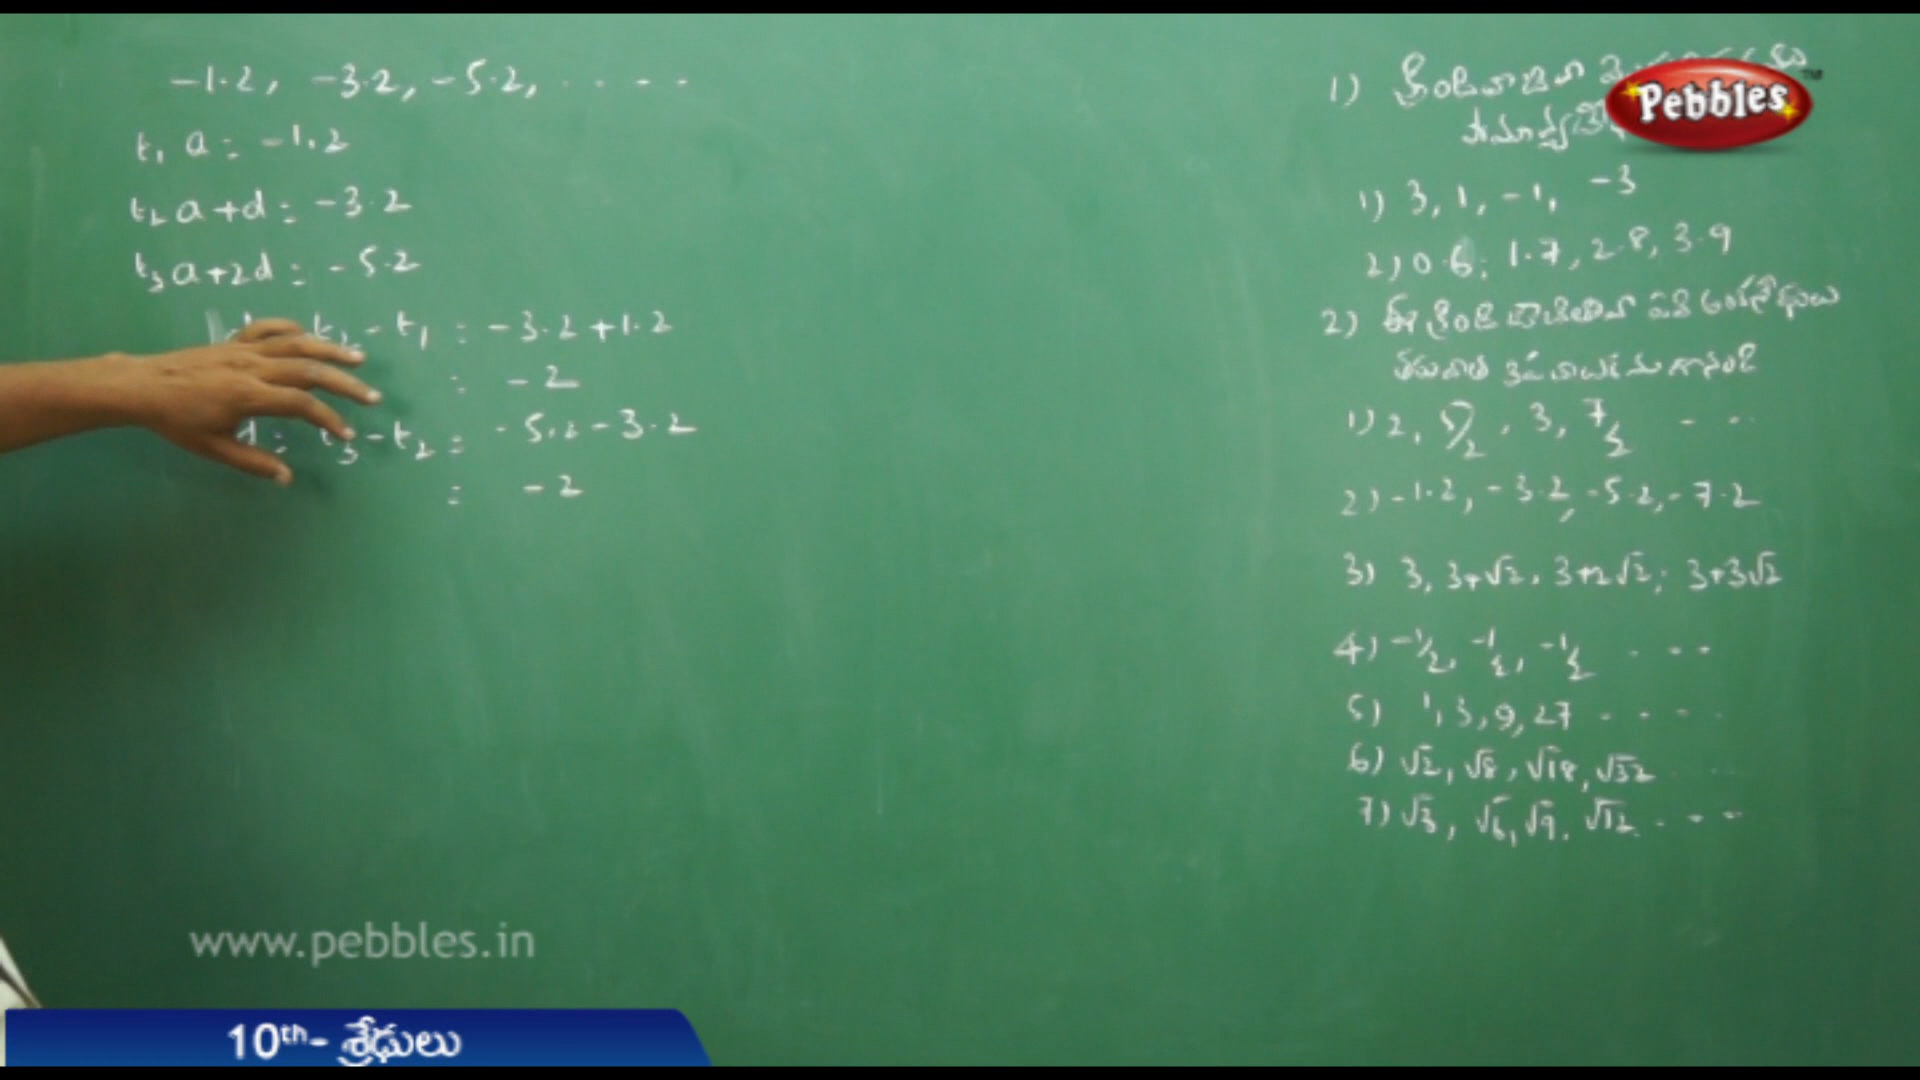 -1.2, -3.2, -5.2, . . . .
t₁ a = -1.2
t₂ a+d = -3.2
t₃ a+2d = -5.2
t₂ - t₁ = -3.2 + 1.2
= -2
d = t₃ - t₂ = -5.2 - 3.2
= -2
1) క్రిందివాటిలో
Pebbles™
1) 3, 1, -1, -3
2) 0.6, 1.7, 2.8, 3.9
2) ఈ క్రింది వాటిలో ఏవి అంకశ్రేఢులు
1) 2, 5/2, 3, 7/2 - - -
2) -1.2, -3.2, -5.2, -7.2
3) 3, 3+√2, 3+2√2, 3+3√2
4) -1/2, -1/2, -1/2 . . . .
5) 1, 3, 9, 27 - - - -
6) √2, √8, √18, √32 . . .
7) √3, √6, √9, √12 . . . .
www.pebbles.in
10th- శ్రేఢులు